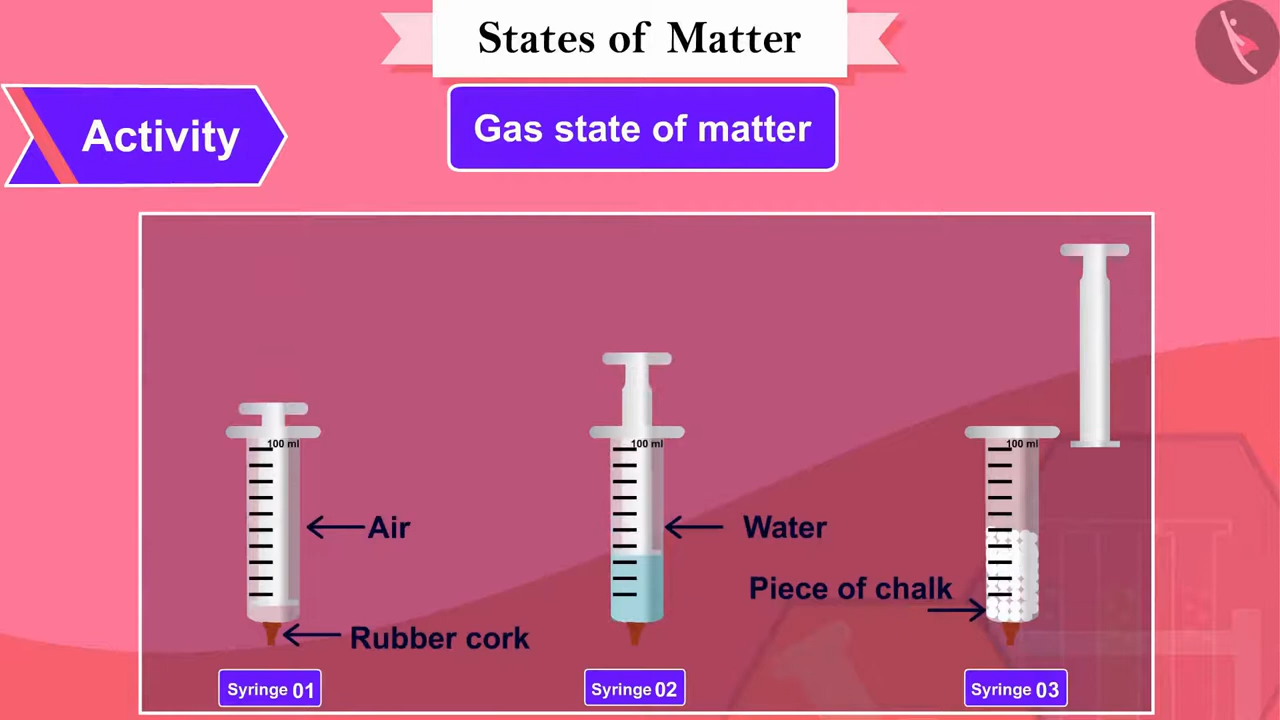 States of Matter
Activity
Gas state of matter
100 ml
100 ml
100 ml
Air
Water
Piece of chalk
Rubber cork
Syringe 01
Syringe 02
Syringe 03